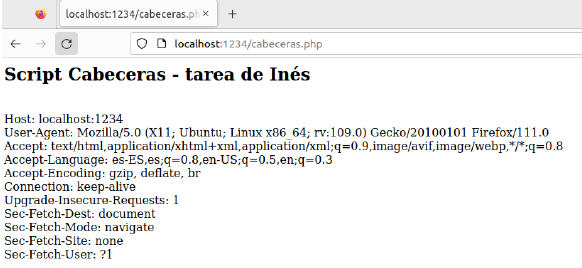 localhost:1234/cabeceras.ph
localhost:1234/cabeceras.php
Script Cabeceras - tarea de Inés
Host: localhost:1234
User-Agent: Mozilla/5.0 (X11; Ubuntu; Linux x86_64; rv:109.0) Gecko/20100101 Firefox/111.0
Accept: text/html,application/xhtml+xml,application/xml;q=0.9,image/avif,image/webp,*/*;q=0.8
Accept-Language: es-ES,es;q=0.8,en-US;q=0.5,en;q=0.3
Accept-Encoding: gzip, deflate, br
Connection: keep-alive
Upgrade-Insecure-Requests: 1
Sec-Fetch-Dest: document
Sec-Fetch-Mode: navigate
Sec-Fetch-Site: none
Sec-Fetch-User: ?1